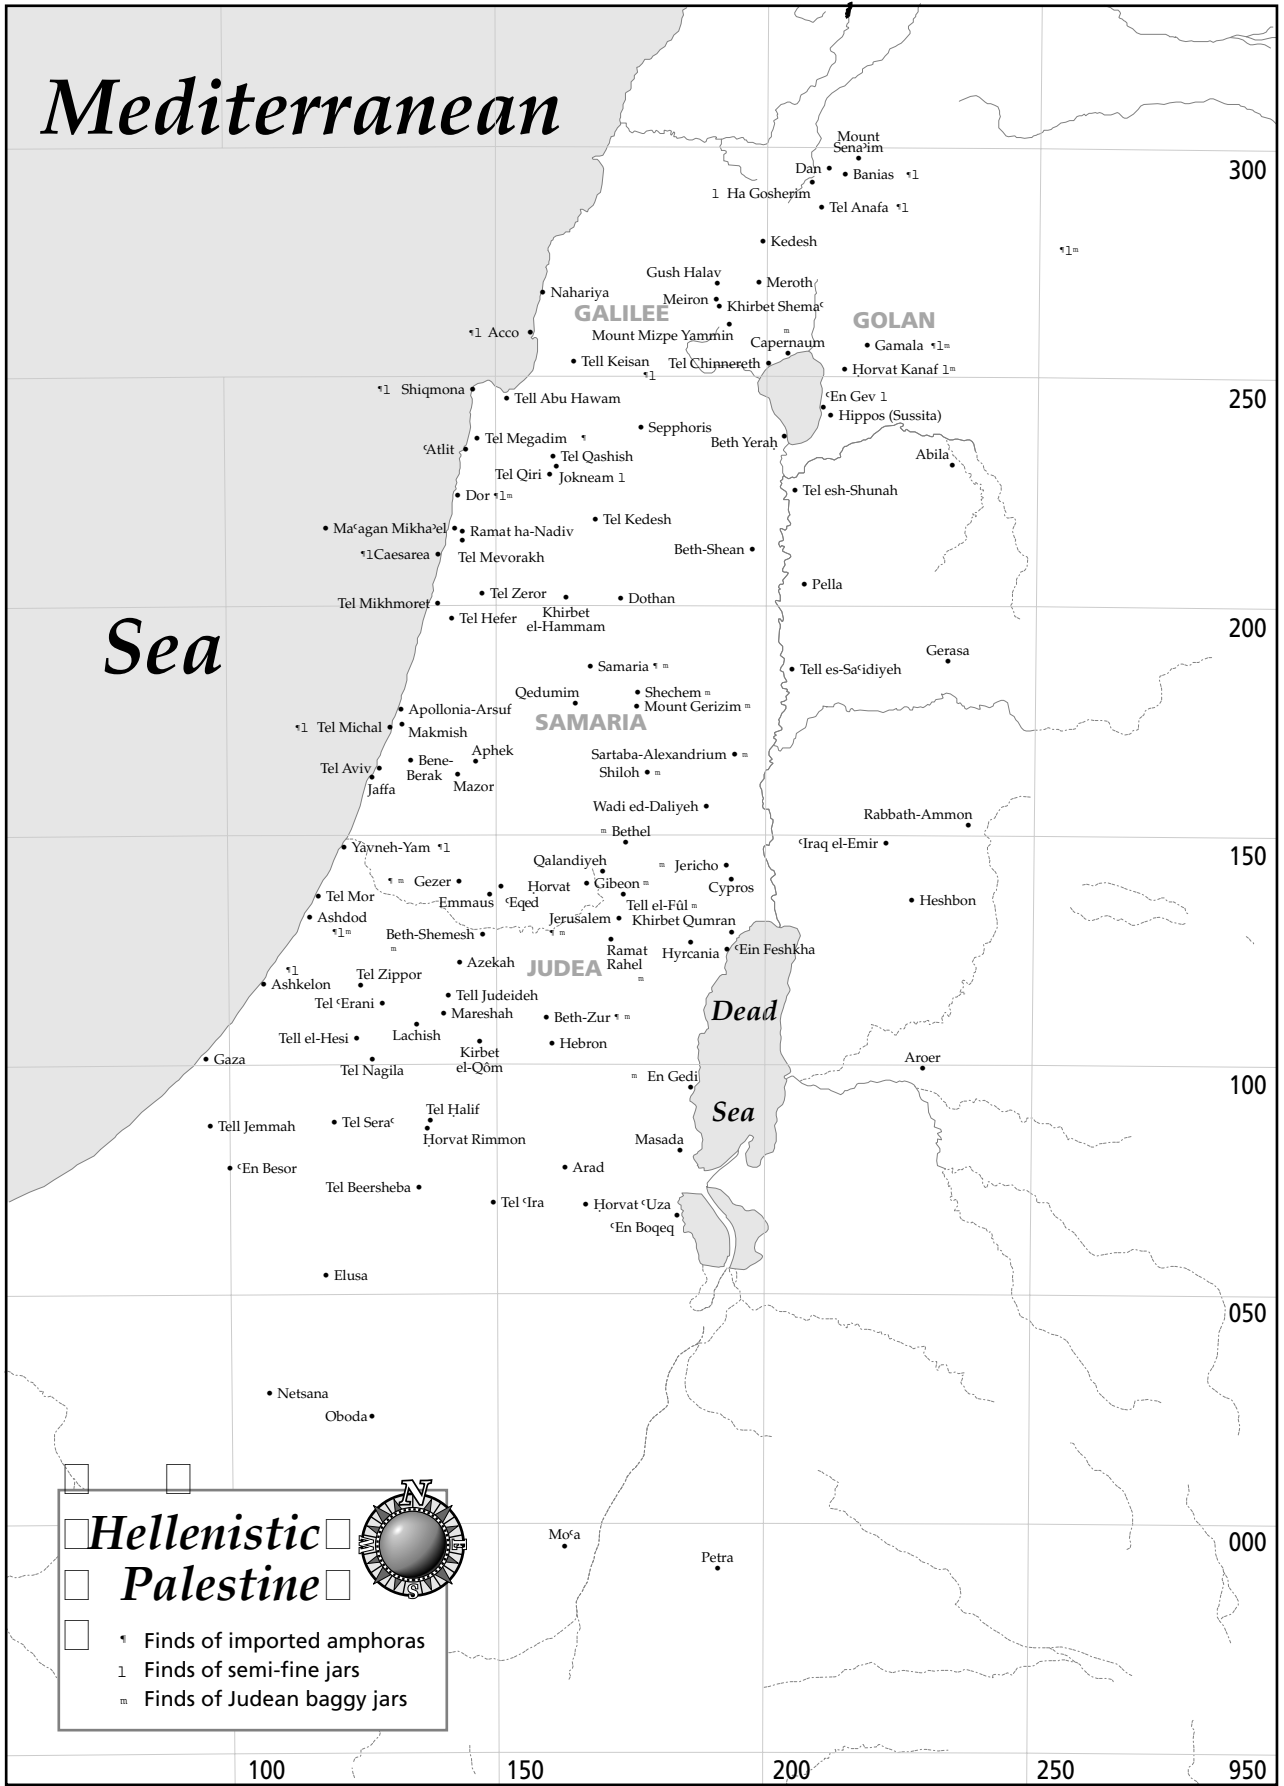 Mediterranean
Mount
Senaʾim
Dan
Banias ¶l
300
l Ha Gosherim
Tel Anafa ¶l
Kedesh
¶lm
Gush Halav
Meroth
Nahariya
Meiron
Khirbet Shemaʿ
GALILEE
GOLAN
¶l Acco
Mount Mizpe Yammin
m
Capernaum
Gamala ¶lm
Tell Keisan
¶l
Tel Chinnereth
Horvat Kanaf lm
¶l Shiqmona
Tell Abu Hawam
ʿEn Gev l
250
Hippos (Sussita)
Sepphoris
Tel Megadim ¶
Beth Yeraḥ
ʿAtlit
Tel Qashish
Abila
Tel Qiri
Jokneam l
Dor ¶lm
Tel esh-Shunah
Tel Kedesh
Maʿagan Mikhaʾel
Ramat ha-Nadiv
¶lCaesarea
Tel Mevorakh
Beth-Shean
Pella
Tel Zeror
Tel Mikhmoret
Khirbet
el-Hammam
Dothan
Tel Hefer
200
Sea
Gerasa
Samaria ¶ m
Tell es-Saʿidiyeh
Qedumim
Shechem m
Mount Gerizim m
Apollonia-Arsuf
SAMARIA
¶l Tel Michal
Makmish
Aphek
Sartaba-Alexandrium m
Bene-
Berak
Tel Aviv
Shiloh m
Jaffa
Mazor
Wadi ed-Daliyeh
Rabbath-Ammon
m Bethel
ʿIraq el-Emir
Yavneh-Yam ¶l
150
Qalandiyeh
m Jericho
¶ m Gezer
Ḥorvat
ʿEqed
Gibeon m
Cypros
Tel Mor
Emmaus
Tell el-Fûl m
Heshbon
Ashdod
¶lm
Jerusalem
¶ m
Khirbet Qumran
Beth-Shemesh
m
Ramat
Rahel
m
Hyrcania
ʿEin Feshkha
Azekah
JUDEA
¶l
Ashkelon
Tel Zippor
Tel ʿErani
Tell Judeideh
Mareshah
Beth-Zur ¶ m
Dead
Lachish
Tell el-Hesi
Hebron
Gaza
Kirbet
el-Qôm
Aroer
Tel Nagila
m En Gedi
100
Tel Ḥalif
Sea
Tell Jemmah
Tel Seraʿ
Ḥorvat Rimmon
Masada
ʿEn Besor
Arad
Tel Beersheba
Tel ʿIra
Ḥorvat ʿUza
ʿEn Boqeq
Elusa
050
Netsana
Oboda
N
W
E
S
Hellenistic
Palestine
Moʿa
000
Petra
¶ Finds of imported amphoras
l Finds of semi-fine jars
m Finds of Judean baggy jars
100
150
200
250
950